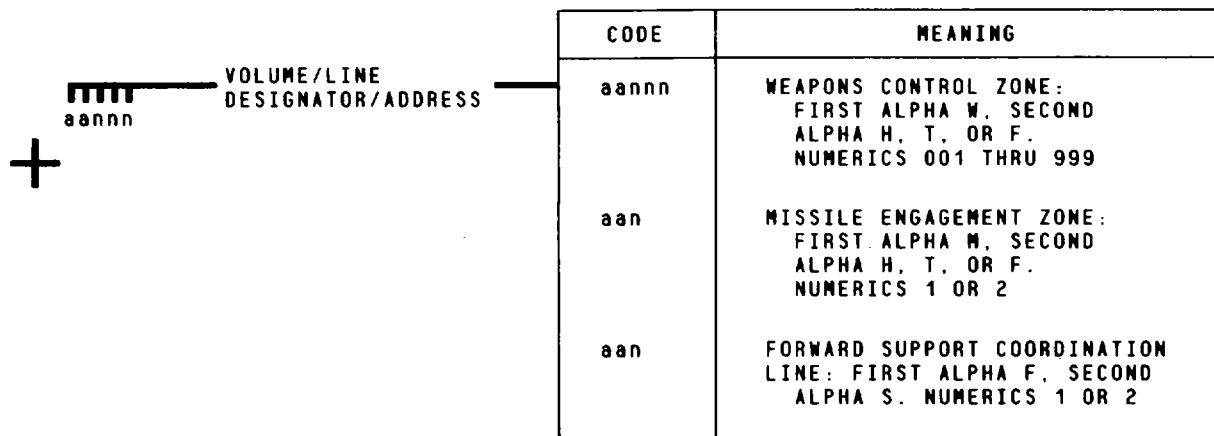 CODE MEANING
VOLUME/LINE
DESIGNATOR/ADDRESS
aannn
aannn WEAPONS CONTROL ZONE:
FIRST ALPHA W, SECOND
ALPHA H, T, OR F.
NUMERICS 001 THRU 999
aan MISSILE ENGAGEMENT ZONE:
FIRST ALPHA M, SECOND
ALPHA H, T, OR F.
NUMERICS 1 OR 2
aan FORWARD SUPPORT COORDINATION
LINE: FIRST ALPHA F, SECOND
ALPHA S. NUMERICS 1 OR 2